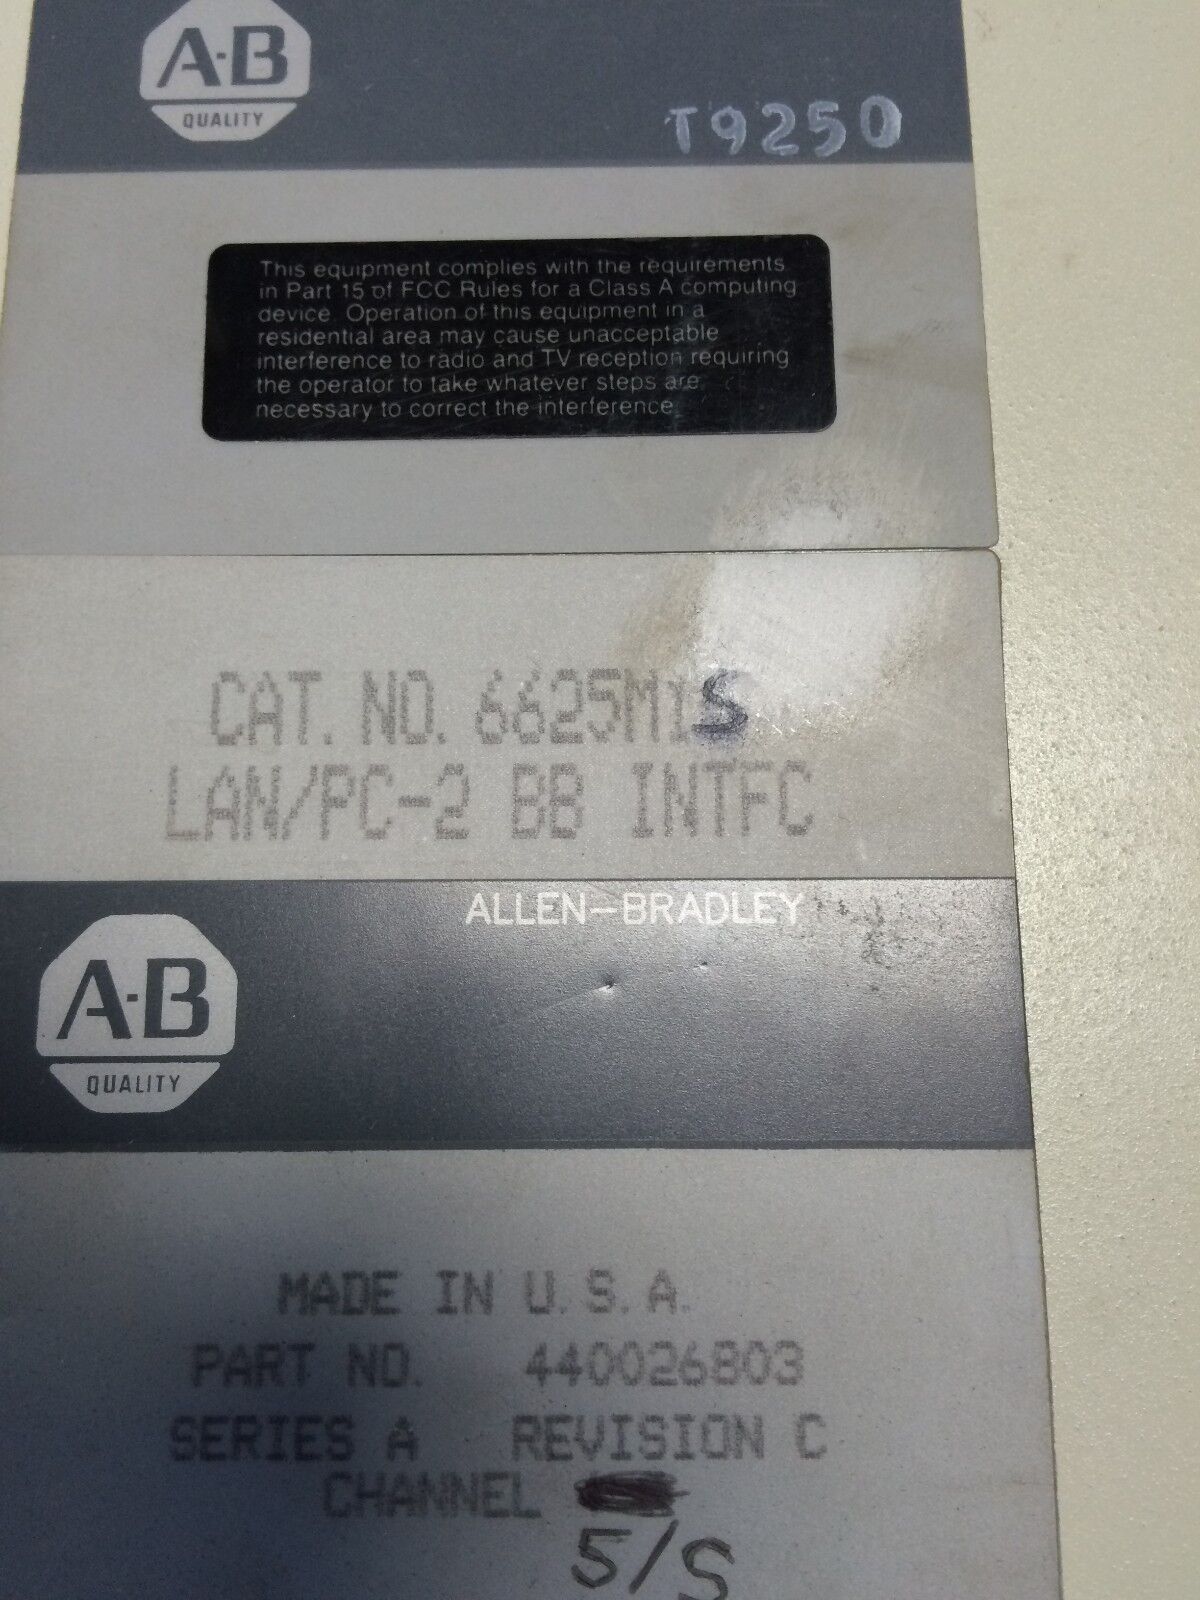 A-B
QUALITY
T9250
This equipment complies with the requirements
in Part 15 of FCC Rules for a Class A computing
device. Operation of this equipment in a
residential area may cause unacceptable
interference to radio and TV reception requiring
the operator to take whatever steps are
necessary to correct the interference.
CAT. NO. 6625M1S
LAN/PC-2 BB INTFC
ALLEN-BRADLEY
A-B
QUALITY
MADE IN U.S.A.
PART NO. 440026803
SERIES A REVISION C
CHANNEL
5/S